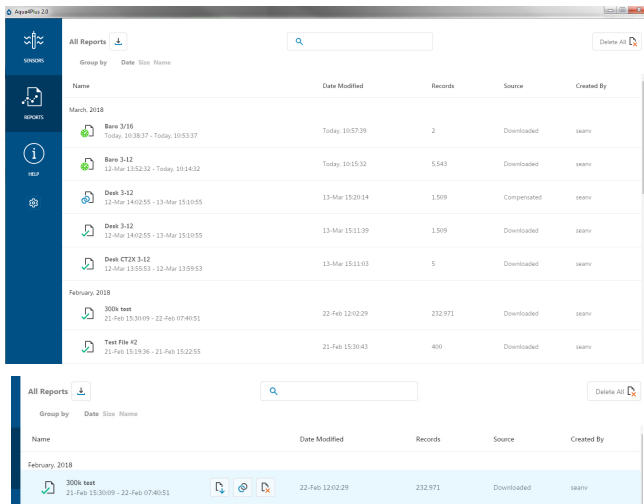 Aqua4Plus 2.0
SENSORS
REPORTS
HELP
All Reports
Delete All
Group by Date Size Name
Name Date Modified Records Source Created By
March, 2018
Baro 3/16
Today, 10:38:37 - Today, 10:53:37 Today, 10:57:39 2 Downloaded seanv
Baro 3-12
12-Mar 13:52:32 - Today, 10:14:32 Today, 10:15:32 5,543 Downloaded seanv
Desk 3-12
12-Mar 14:02:55 - 13-Mar 15:10:55 13-Mar 15:20:14 1,509 Compensated seanv
Desk 3-12
12-Mar 14:02:55 - 13-Mar 15:10:55 13-Mar 15:11:39 1,509 Downloaded seanv
Desk CT2X 3-12
12-Mar 13:55:53 - 12-Mar 13:59:53 13-Mar 15:11:03 5 Downloaded seanv
February, 2018
300k test
21-Feb 15:30:09 - 22-Feb 07:40:51 22-Feb 12:02:29 232,971 Downloaded seanv
Test File #2
21-Feb 15:19:36 - 21-Feb 15:22:55 21-Feb 15:30:43 400 Downloaded seanv
All Reports
Delete All
Group by Date Size Name
Name Date Modified Records Source Created By
February, 2018
300k test
21-Feb 15:30:09 - 22-Feb 07:40:51 22-Feb 12:02:29 232,971 Downloaded seanv